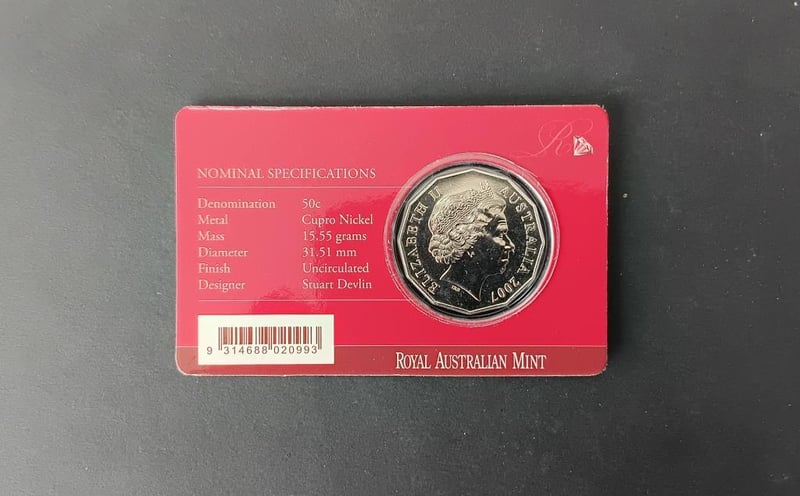 R
NOMINAL SPECIFICATIONS
Denomination 50c
Metal Cupro Nickel
Mass 15.55 grams
Diameter 31.51 mm
Finish Uncirculated
Designer Stuart Devlin
ELIZABETH II AUSTRALIA 2007
9 314688 020993
ROYAL AUSTRALIAN MINT